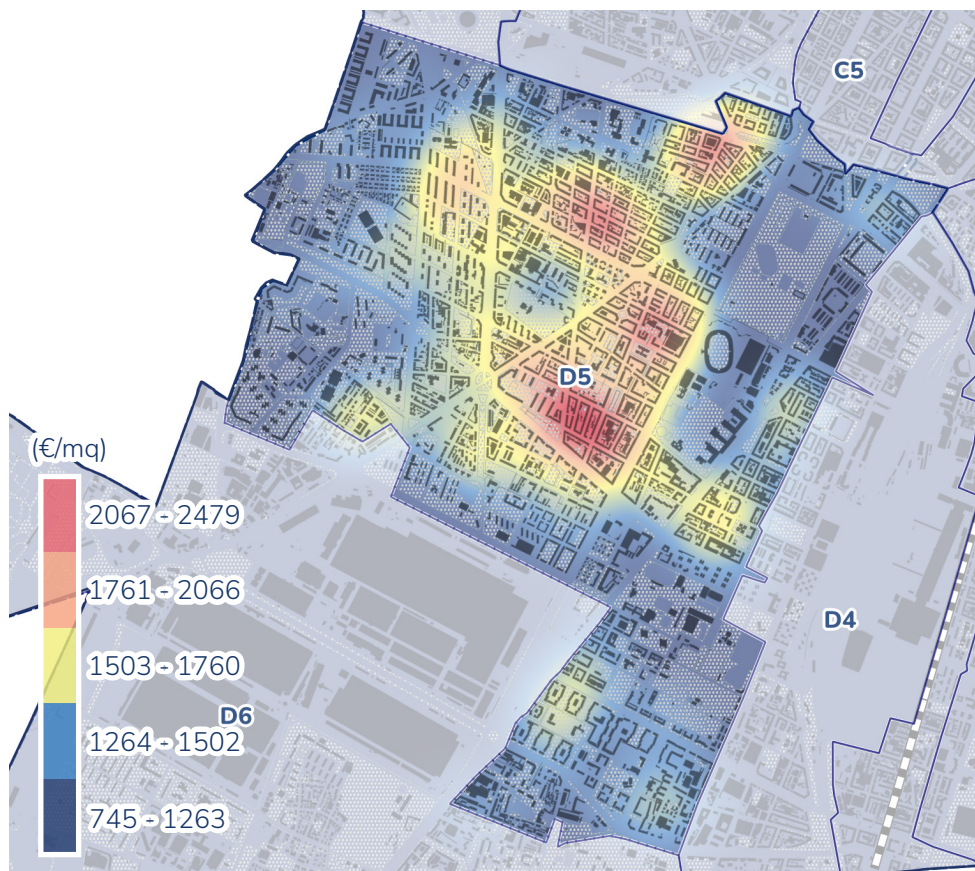 C5
D5
(€/mq)
2067 - 2479
1761 - 2066
1503 - 1760
D4
D6
1264 - 1502
745 - 1263